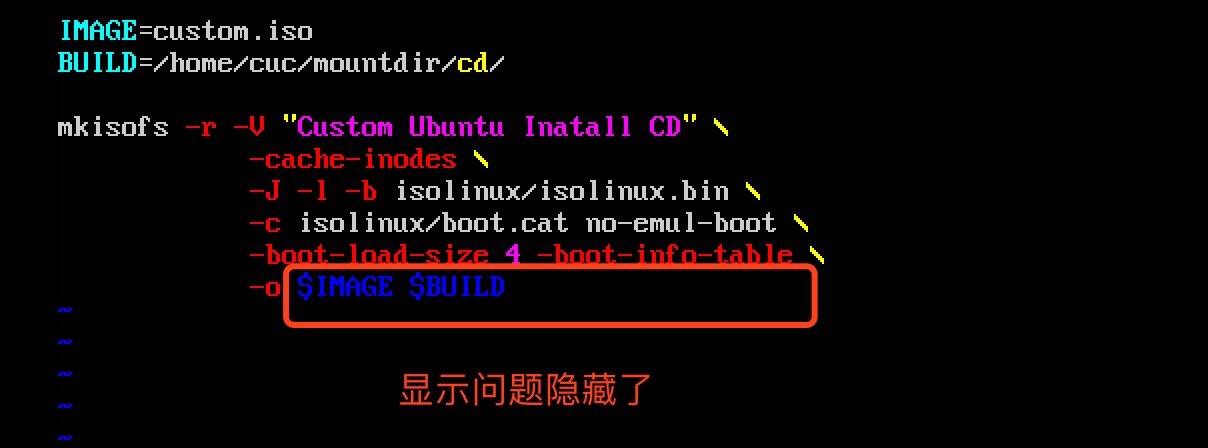 IMAGE=custom.iso
BUILD=/home/cuc/mountdir/cd/
mkisofs -r -V "Custom Ubuntu Inatall CD" \
-cache-inodes \
-J -l -b isolinux/isolinux.bin \
-c isolinux/boot.cat no-emul-boot \
-boot-load-size 4 -boot-info-table \
-o $IMAGE $BUILD
~
~
~
显示问题隐藏了
~
~